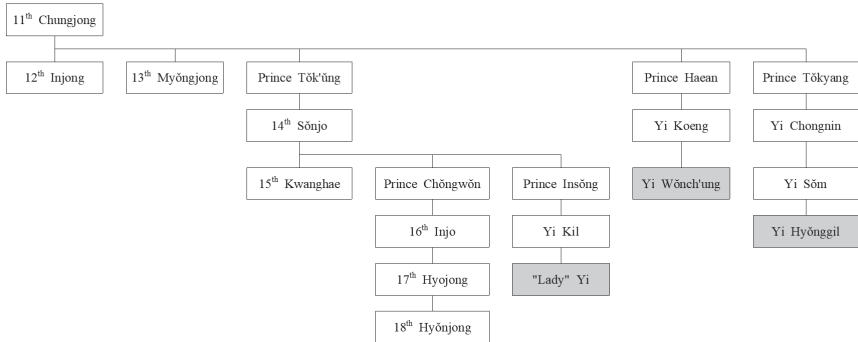 11th Chungjong
12th Injong
13th Myŏngjong
Prince Tŏk'ŭng
Prince Haean
Prince Tŏkyang
14th Sŏnjo
Yi Koeng
Yi Chongnin
15th Kwanghae
Prince Chŏngwŏn
Prince Insŏng
Yi Wŏnch'ung
Yi Sŏm
16th Injo
Yi Kil
Yi Hyŏnggil
17th Hyojong
"Lady" Yi
18th Hyŏnjong